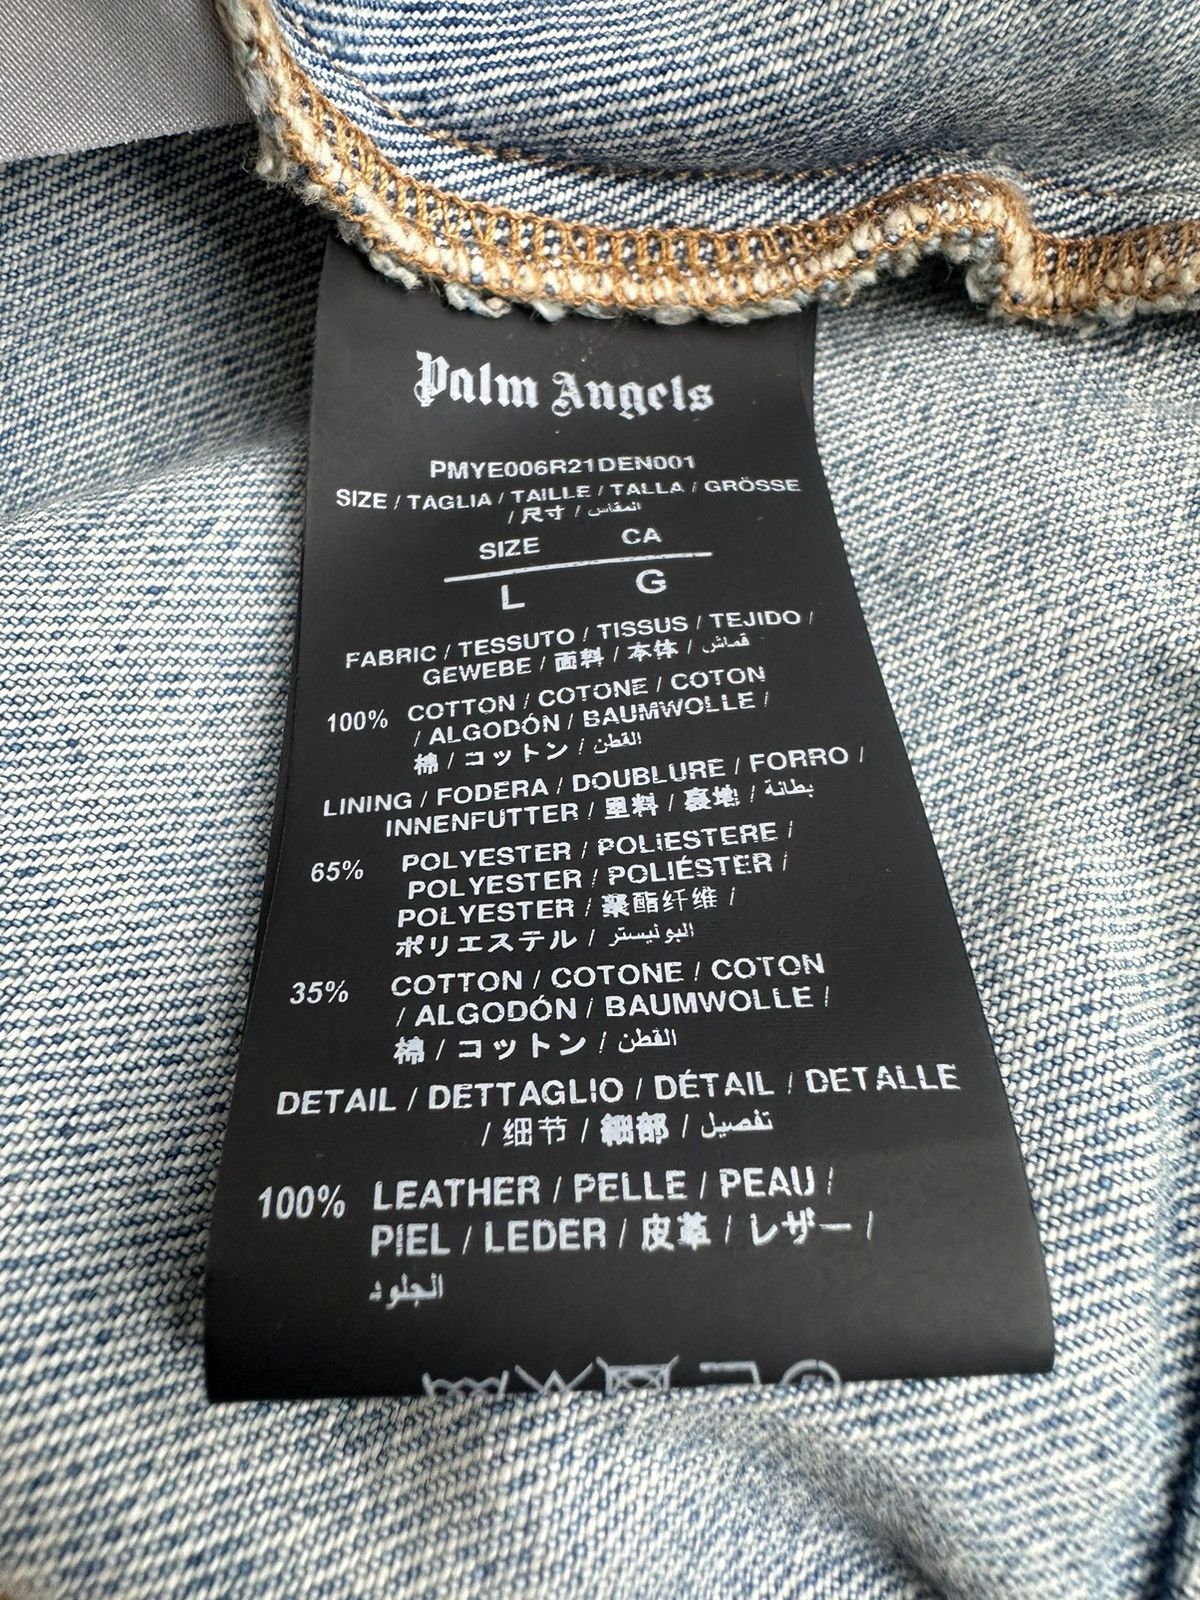 Palm Angels
PMYE006R21DEN001
SIZE / TAGLIA / TAILLE / TALLA / GRÖSSE
/ 尺寸 / المقاس
SIZE CA
L G
FABRIC / TESSUTO / TISSUS / TEJIDO /
GEWEBE / 面料 / 本体 / قماش
100% COTTON / COTONE / COTON
/ ALGODÓN / BAUMWOLLE /
棉 / コットン / القطن
LINING / FODERA / DOUBLURE / FORRO /
INNENFUTTER / 里料 / 裏地 / بطانة
65% POLYESTER / POLIESTERE /
POLYESTER / POLIÉSTER /
POLYESTER / 聚酯纤维 /
ポリエステル / البوليستر
35% COTTON / COTONE / COTON
/ ALGODÓN / BAUMWOLLE /
棉 / コットン / القطن
DETAIL / DETTAGLIO / DÉTAIL / DETALLE
/ 细节 / 細部 / تفصيل
100% LEATHER / PELLE / PEAU /
PIEL / LEDER / 皮革 / レザー /
الجلود